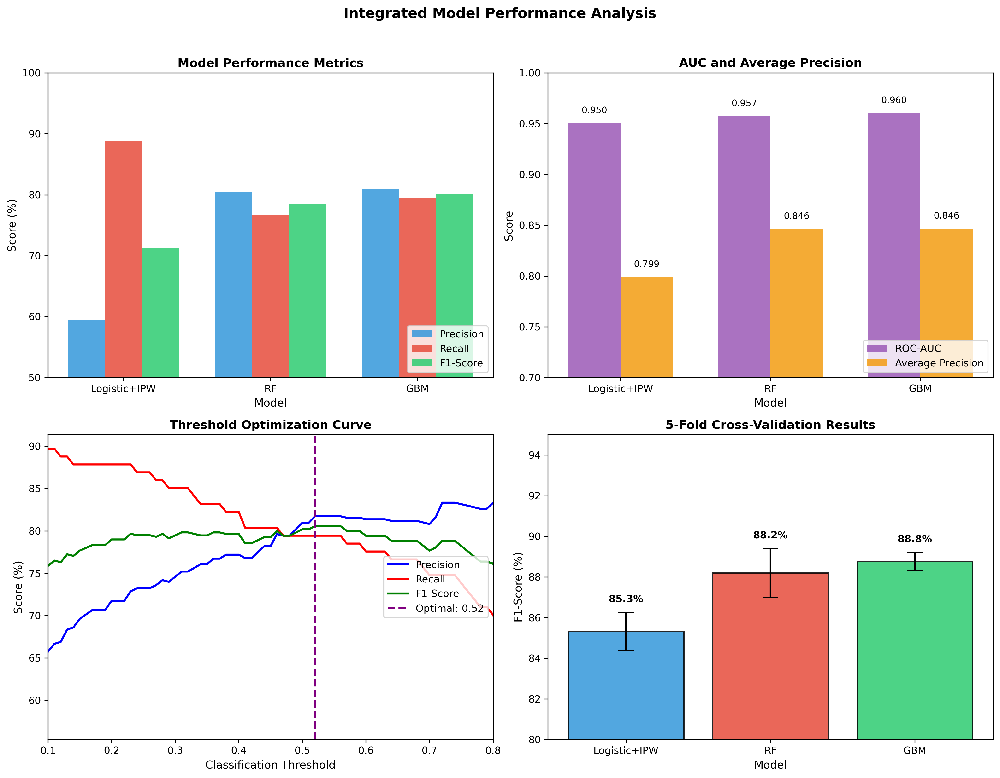 Integrated Model Performance Analysis
Model Performance Metrics
100
90
80
70
60
50
Score (%)
Logistic+IPW
RF
GBM
Model
Precision
Recall
F1-Score
AUC and Average Precision
1.00
0.95
0.90
0.85
0.80
0.75
0.70
Score
0.950
0.799
0.957
0.846
0.960
0.846
Logistic+IPW
RF
GBM
Model
ROC-AUC
Average Precision
Threshold Optimization Curve
90
85
80
75
70
65
60
Score (%)
0.1
0.2
0.3
0.4
0.5
0.6
0.7
0.8
Classification Threshold
Precision
Recall
F1-Score
Optimal: 0.52
5-Fold Cross-Validation Results
94
92
90
88
86
84
82
80
F1-Score (%)
85.3%
88.2%
88.8%
Logistic+IPW
RF
GBM
Model